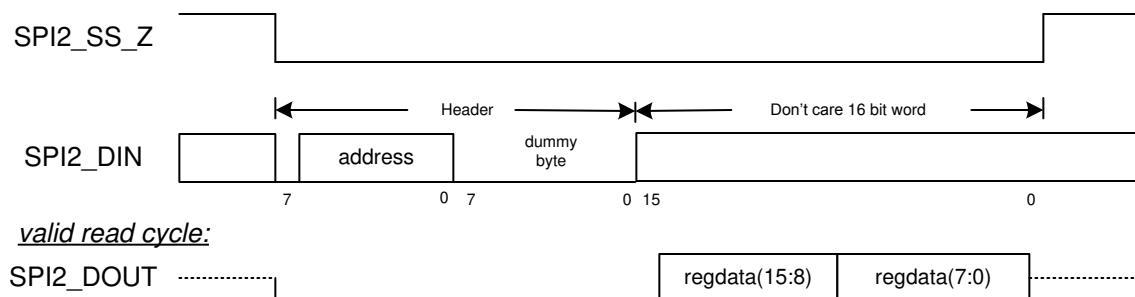 SPI2_SS_Z
Header
Don't care 16 bit word
SPI2_DIN
address
dummy
byte
7
0
7
0
15
0
valid read cycle:
SPI2_DOUT
regdata(15:8)
regdata(7:0)